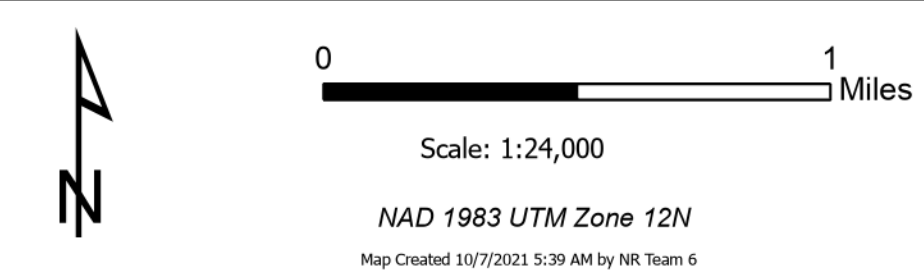 0 1
Miles
Scale: 1:24,000
N
NAD 1983 UTM Zone 12N
Map Created 10/7/2021 5:39 AM by NR Team 6